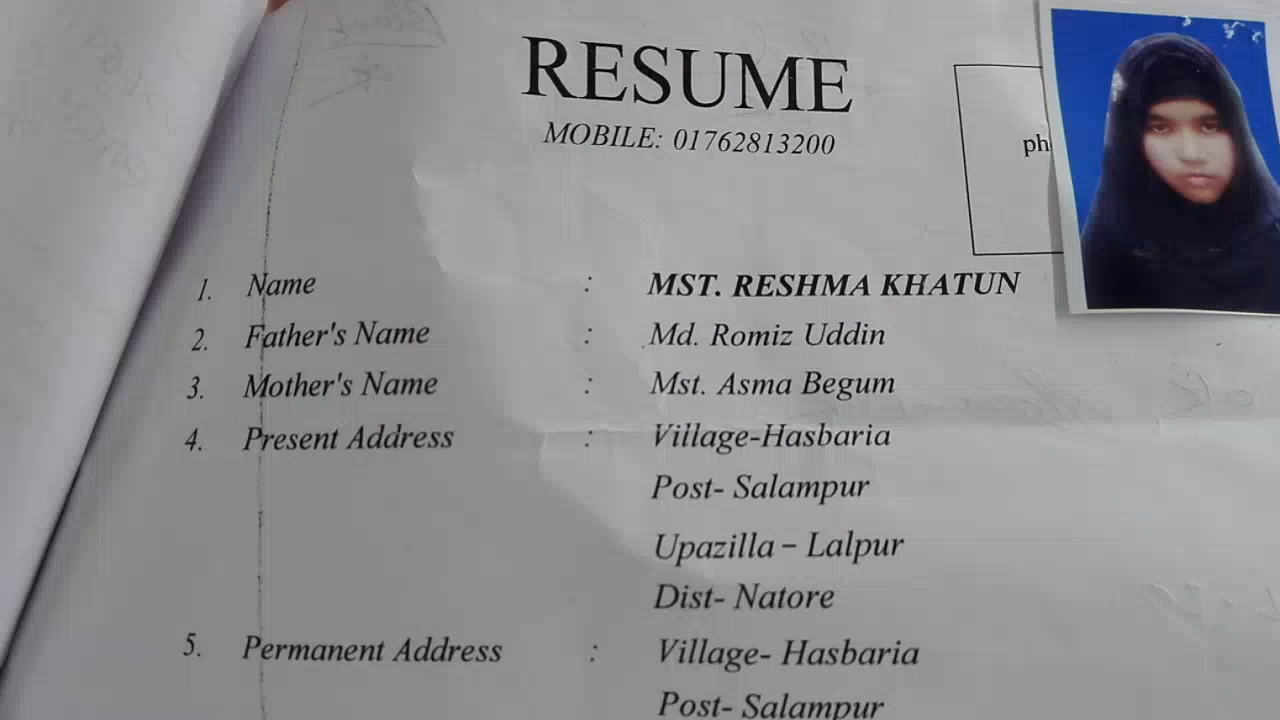 RESUME
MOBILE: 01762813200
ph
1. Name : MST. RESHMA KHATUN
2. Father's Name : Md. Romiz Uddin
3. Mother's Name : Mst. Asma Begum
4. Present Address : Village-Hasbaria
Post- Salampur
Upazilla – Lalpur
Dist- Natore
5. Permanent Address : Village- Hasbaria
Post- Salampur